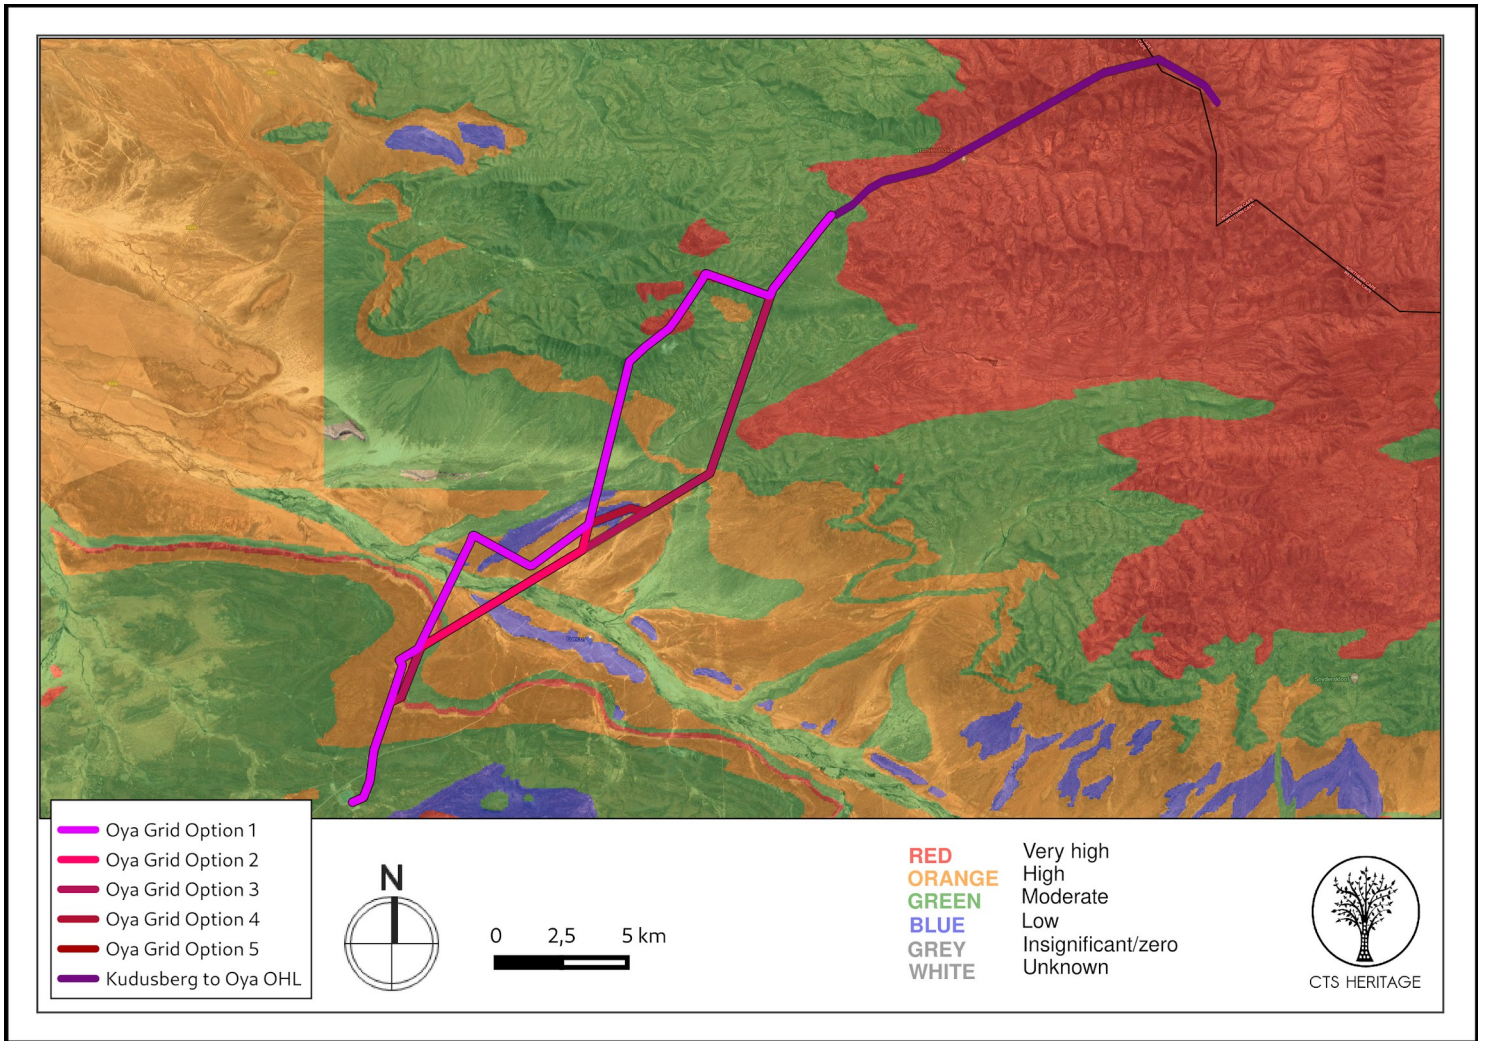 Oya Grid Option 1
Oya Grid Option 2
Oya Grid Option 3
Oya Grid Option 4
Oya Grid Option 5
Kudusberg to Oya OHL
N
0 2,5 5 km
RED Very high
ORANGE High
GREEN Moderate
BLUE Low
GREY Insignificant/zero
WHITE Unknown
CTS HERITAGE